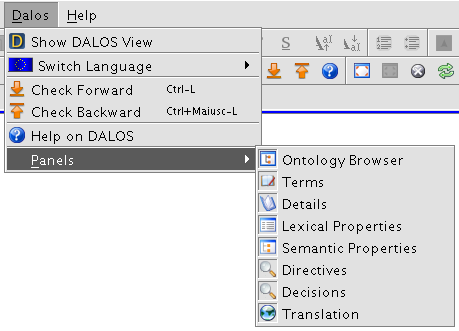 Dalos Help
Show DALOS View
Switch Language
Check Forward Ctrl-L
Check Backward Ctrl+Maiusc-L
Help on DALOS
Panels
Ontology Browser
Terms
Details
Lexical Properties
Semantic Properties
Directives
Decisions
Translation